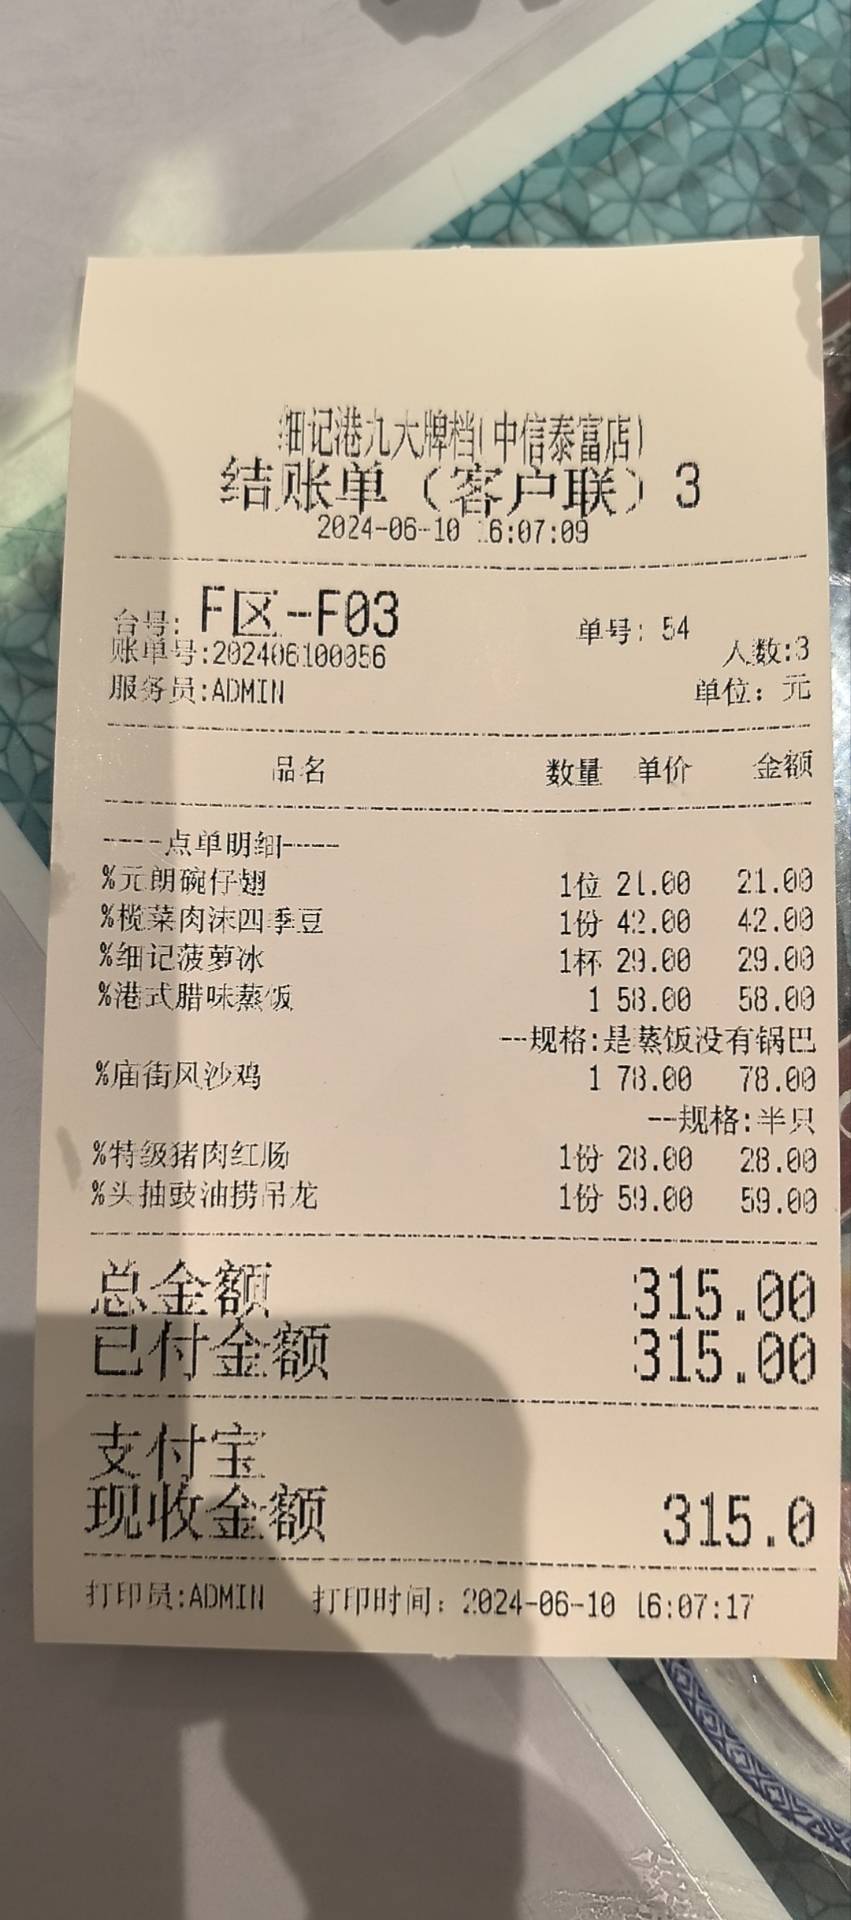 细记港九大牌档(中信泰富店)
结账单（客户联）3
2024-06-10 16:07:09
台号: F区-F03 单号: 54
账单号:202406100056 人数:3
服务员:ADMIN 单位: 元
品名 数量 单价 金额
-----点单明细-----
%元朗碗仔翅 1位 21.00 21.00
%榄菜肉沫四季豆 1份 42.00 42.00
%细记菠萝冰 1杯 29.00 29.00
%港式腊味蒸饭 1 58.00 58.00
---规格:是蒸饭没有锅巴
%庙街风沙鸡 1 78.00 78.00
---规格:半只
%特级猪肉红肠 1份 28.00 28.00
%头抽豉油捞吊龙 1份 59.00 59.00
总金额 315.00
已付金额 315.00
支付宝
现收金额 315.0
打印员:ADMIN 打印时间: 2024-06-10 16:07:17